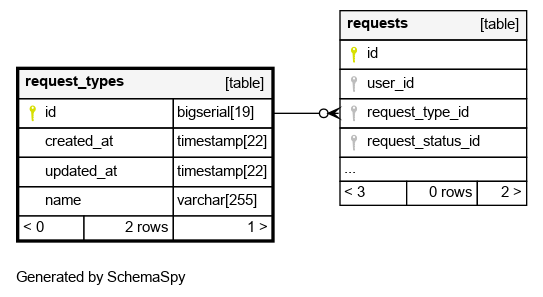 request_types [table]
id bigserial[19]
created_at timestamp[22]
updated_at timestamp[22]
name varchar[255]
< 0 2 rows 1 >
requests [table]
id
user_id
request_type_id
request_status_id
...
< 3 0 rows 2 >
Generated by SchemaSpy